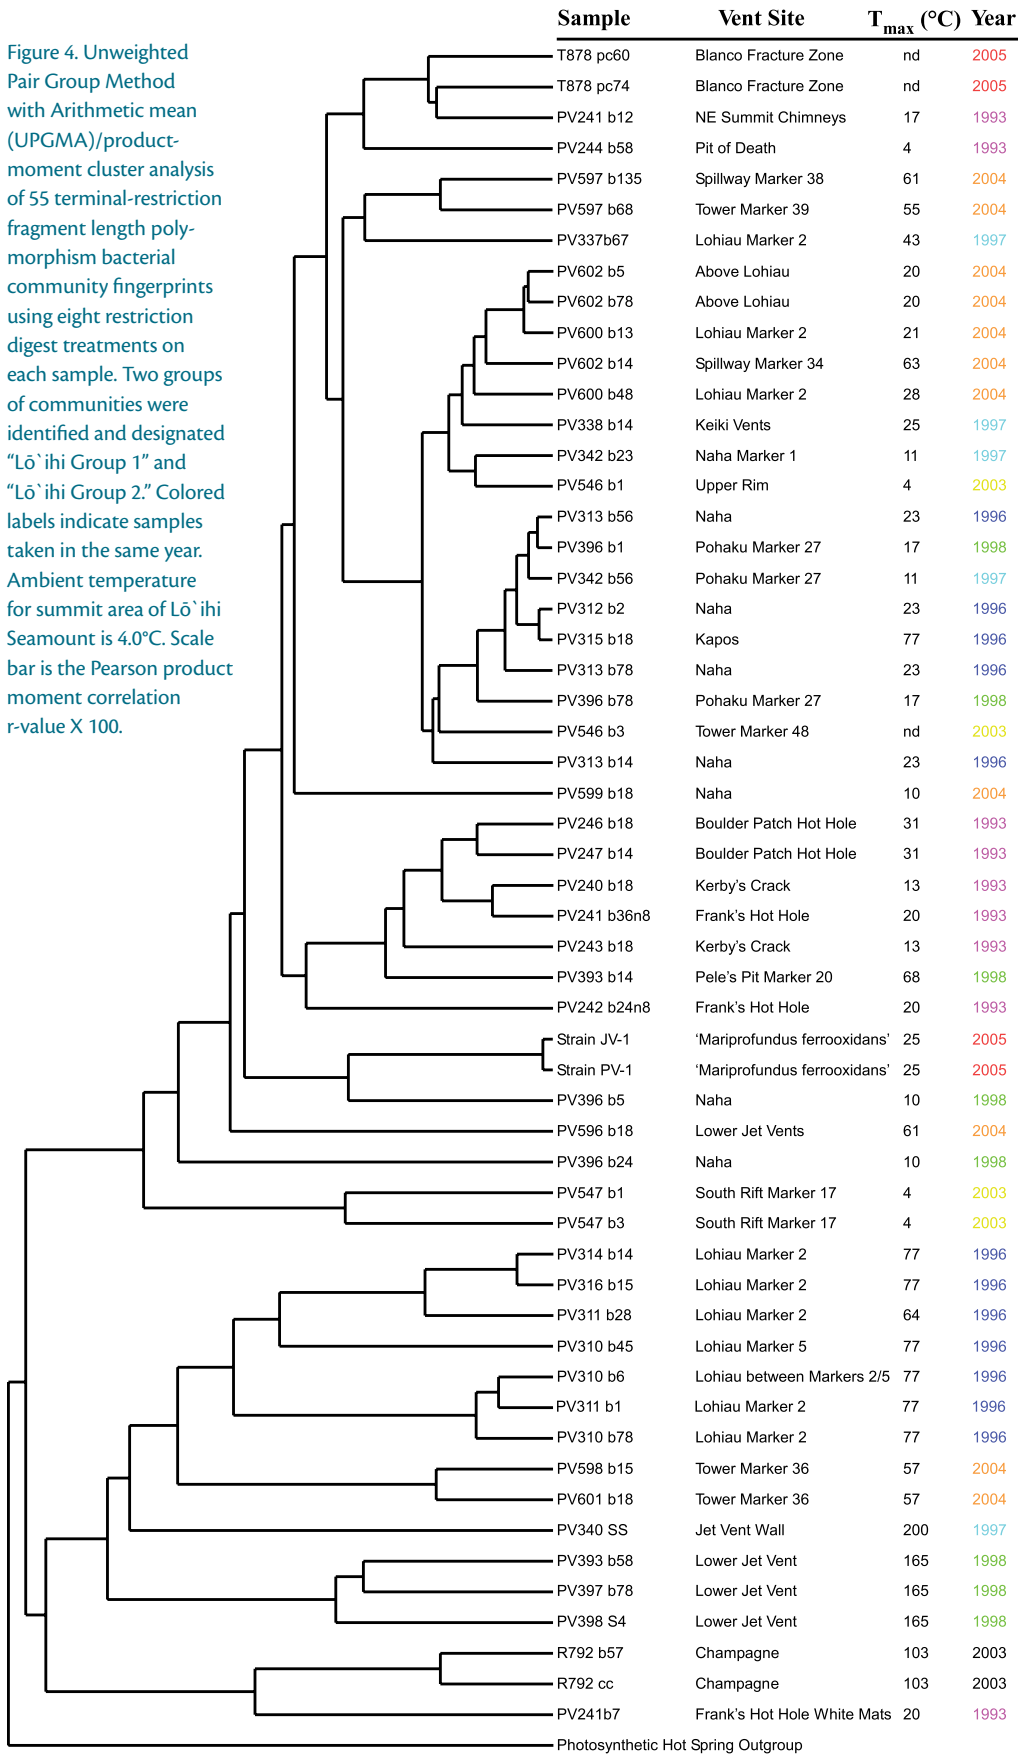 Sample Vent Site Tmax (°C) Year
Figure 4. Unweighted
Pair Group Method
with Arithmetic mean
(UPGMA)/product-
moment cluster analysis
of 55 terminal-restriction
fragment length poly-
morphism bacterial
community fingerprints
using eight restriction
digest treatments on
each sample. Two groups
of communities were
identified and designated
“Lō`ihi Group 1” and
“Lō`ihi Group 2.” Colored
labels indicate samples
taken in the same year.
Ambient temperature
for summit area of Lō`ihi
Seamount is 4.0°C. Scale
bar is the Pearson product
moment correlation
r-value X 100.
T878 pc60 Blanco Fracture Zone nd 2005
T878 pc74 Blanco Fracture Zone nd 2005
PV241 b12 NE Summit Chimneys 17 1993
PV244 b58 Pit of Death 4 1993
PV597 b135 Spillway Marker 38 61 2004
PV597 b68 Tower Marker 39 55 2004
PV337b67 Lohiau Marker 2 43 1997
PV602 b5 Above Lohiau 20 2004
PV602 b78 Above Lohiau 20 2004
PV600 b13 Lohiau Marker 2 21 2004
PV602 b14 Spillway Marker 34 63 2004
PV600 b48 Lohiau Marker 2 28 2004
PV338 b14 Keiki Vents 25 1997
PV342 b23 Naha Marker 1 11 1997
PV546 b1 Upper Rim 4 2003
PV313 b56 Naha 23 1996
PV396 b1 Pohaku Marker 27 17 1998
PV342 b56 Pohaku Marker 27 11 1997
PV312 b2 Naha 23 1996
PV315 b18 Kapos 77 1996
PV313 b78 Naha 23 1996
PV396 b78 Pohaku Marker 27 17 1998
PV546 b3 Tower Marker 48 nd 2003
PV313 b14 Naha 23 1996
PV599 b18 Naha 10 2004
PV246 b18 Boulder Patch Hot Hole 31 1993
PV247 b14 Boulder Patch Hot Hole 31 1993
PV240 b18 Kerby’s Crack 13 1993
PV241 b36n8 Frank’s Hot Hole 20 1993
PV243 b18 Kerby’s Crack 13 1993
PV393 b14 Pele’s Pit Marker 20 68 1998
PV242 b24n8 Frank’s Hot Hole 20 1993
Strain JV-1 ‘Mariprofundus ferrooxidans’ 25 2005
Strain PV-1 ‘Mariprofundus ferrooxidans’ 25 2005
PV396 b5 Naha 10 1998
PV596 b18 Lower Jet Vents 61 2004
PV396 b24 Naha 10 1998
PV547 b1 South Rift Marker 17 4 2003
PV547 b3 South Rift Marker 17 4 2003
PV314 b14 Lohiau Marker 2 77 1996
PV316 b15 Lohiau Marker 2 77 1996
PV311 b28 Lohiau Marker 2 64 1996
PV310 b45 Lohiau Marker 5 77 1996
PV310 b6 Lohiau between Markers 2/5 77 1996
PV311 b1 Lohiau Marker 2 77 1996
PV310 b78 Lohiau Marker 2 77 1996
PV598 b15 Tower Marker 36 57 2004
PV601 b18 Tower Marker 36 57 2004
PV340 SS Jet Vent Wall 200 1997
PV393 b58 Lower Jet Vent 165 1998
PV397 b78 Lower Jet Vent 165 1998
PV398 S4 Lower Jet Vent 165 1998
R792 b57 Champagne 103 2003
R792 cc Champagne 103 2003
PV241b7 Frank’s Hot Hole White Mats 20 1993
Photosynthetic Hot Spring Outgroup